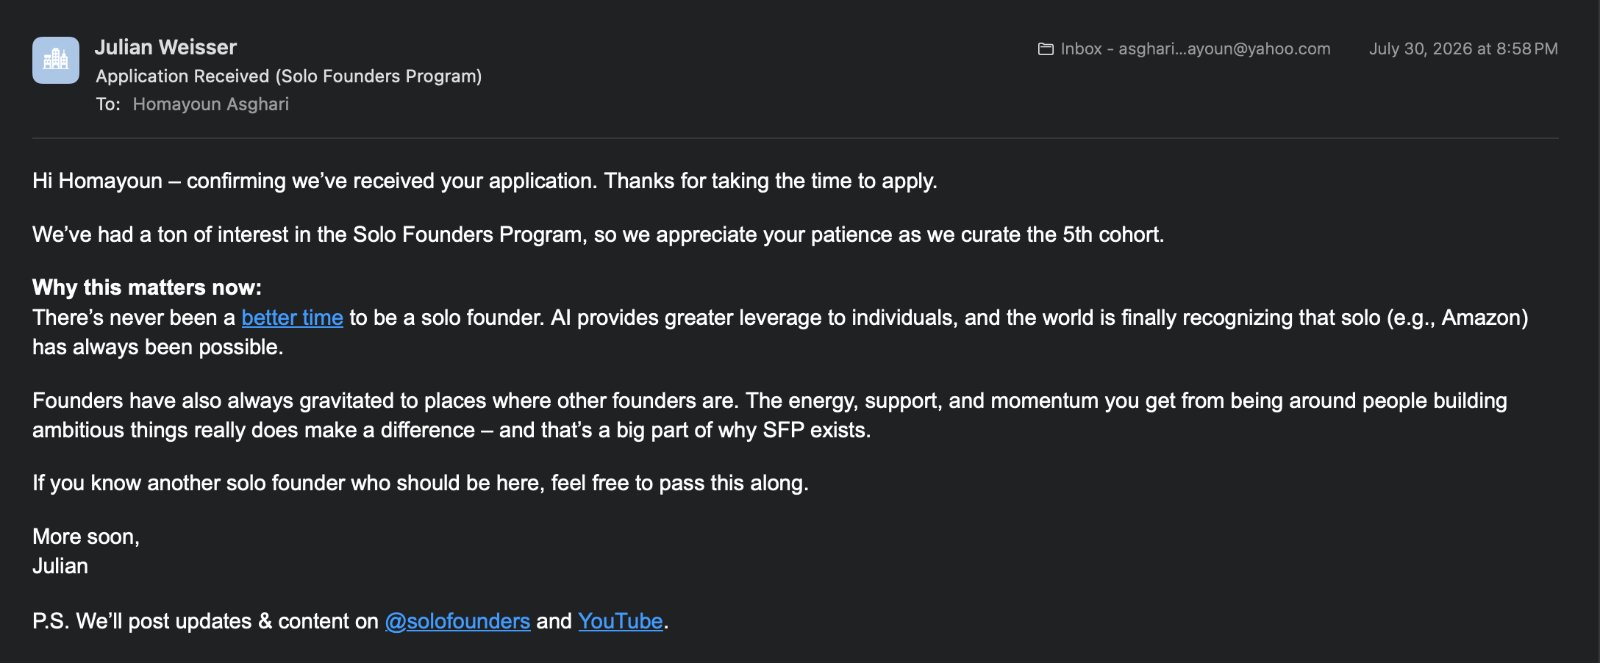 Julian Weisser
Inbox - asghari...ayoun@yahoo.com
July 30, 2026 at 8:58 PM
Application Received (Solo Founders Program)
To: Homayoun Asghari
Hi Homayoun – confirming we’ve received your application. Thanks for taking the time to apply.
We’ve had a ton of interest in the Solo Founders Program, so we appreciate your patience as we curate the 5th cohort.
Why this matters now:
There’s never been a better time to be a solo founder. AI provides greater leverage to individuals, and the world is finally recognizing that solo (e.g., Amazon)
has always been possible.
Founders have also always gravitated to places where other founders are. The energy, support, and momentum you get from being around people building
ambitious things really does make a difference – and that’s a big part of why SFP exists.
If you know another solo founder who should be here, feel free to pass this along.
More soon,
Julian
P.S. We’ll post updates & content on @solofounders and YouTube.